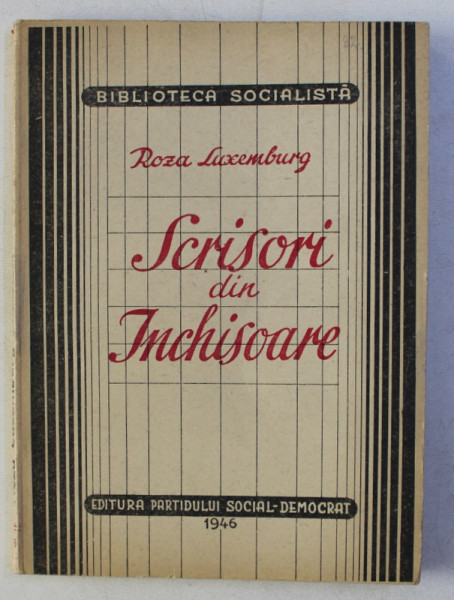 BIBLIOTECA SOCIALISTĂ
Roza Luxemburg
Scrisori
din
Inchisoare
EDITURA PARTIDULUI SOCIAL-DEMOCRAT
1946